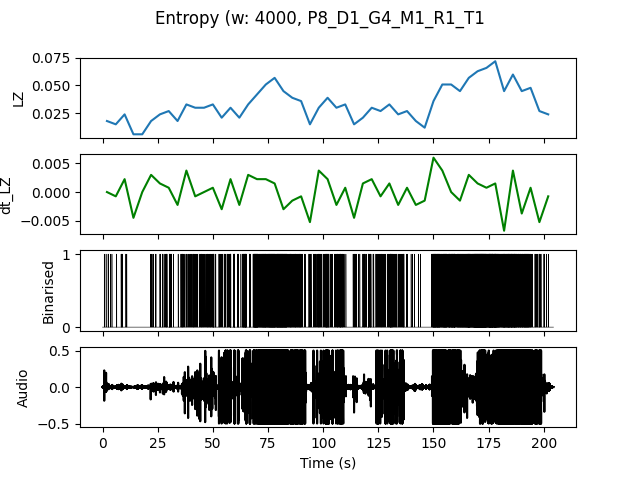 Entropy (w: 4000, P8_D1_G4_M1_R1_T1
0.075
0.050
0.025
LZ
0.005
0.000
−0.005
dt_LZ
1
0
Binarised
0.5
0.0
−0.5
Audio
0 25 50 75 100 125 150 175 200
Time (s)